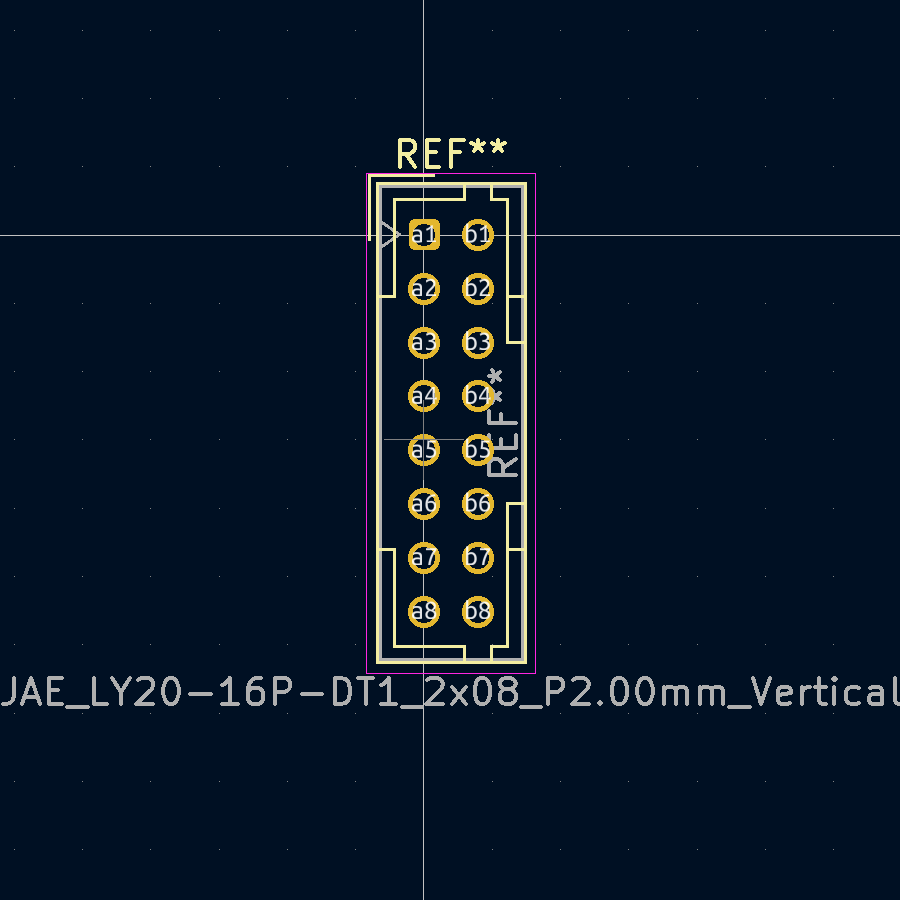 REF**
a1 b1
a2 b2
a3 b3
a4 b4
REF**
a5 b5
a6 b6
a7 b7
a8 b8
JAE_LY20-16P-DT1_2x08_P2.00mm_Vertical